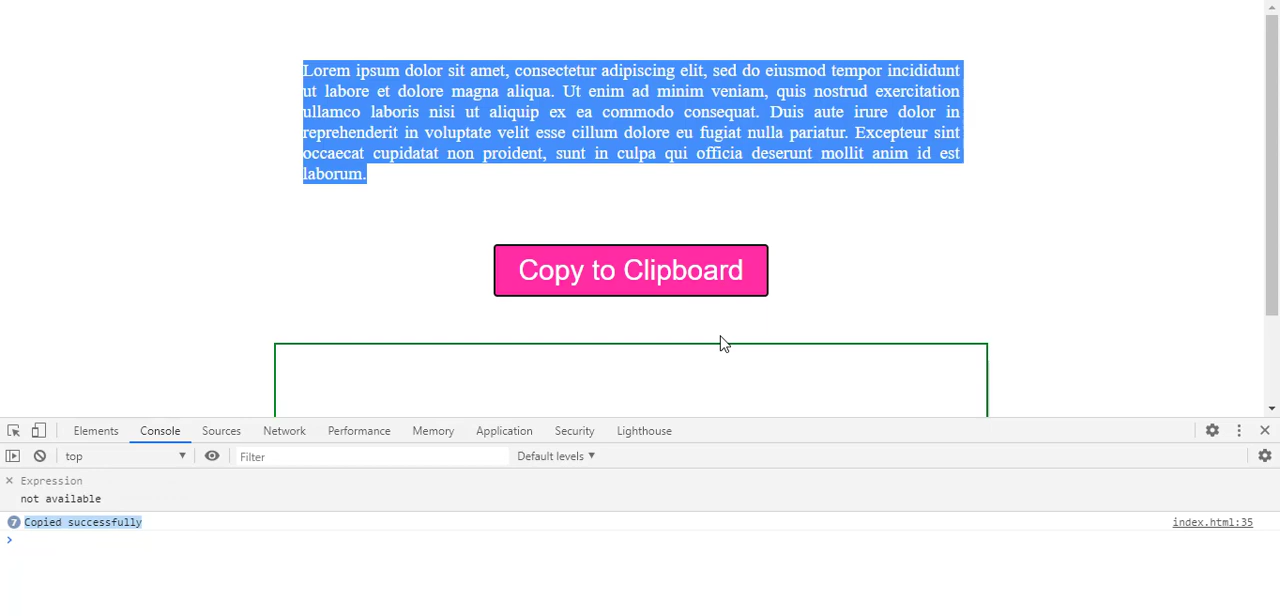 Lorem ipsum dolor sit amet, consectetur adipiscing elit, sed do eiusmod tempor incididunt
ut labore et dolore magna aliqua. Ut enim ad minim veniam, quis nostrud exercitation
ullamco laboris nisi ut aliquip ex ea commodo consequat. Duis aute irure dolor in
reprehenderit in voluptate velit esse cillum dolore eu fugiat nulla pariatur. Excepteur sint
occaecat cupidatat non proident, sunt in culpa qui officia deserunt mollit anim id est
laborum.
Copy to Clipboard
Elements Console Sources Network Performance Memory Application Security Lighthouse
top Filter Default levels
Expression
not available
7 Copied successfully index.html:35